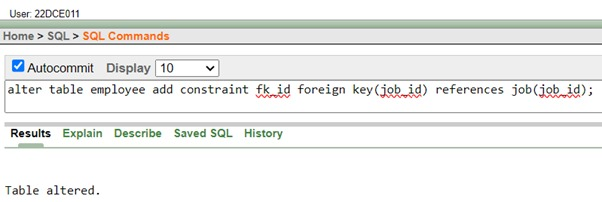 User: 22DCE011
Home > SQL > SQL Commands
Autocommit Display 10
alter table employee add constraint fk_id foreign key(job_id) references job(job_id);
Results Explain Describe Saved SQL History
Table altered.